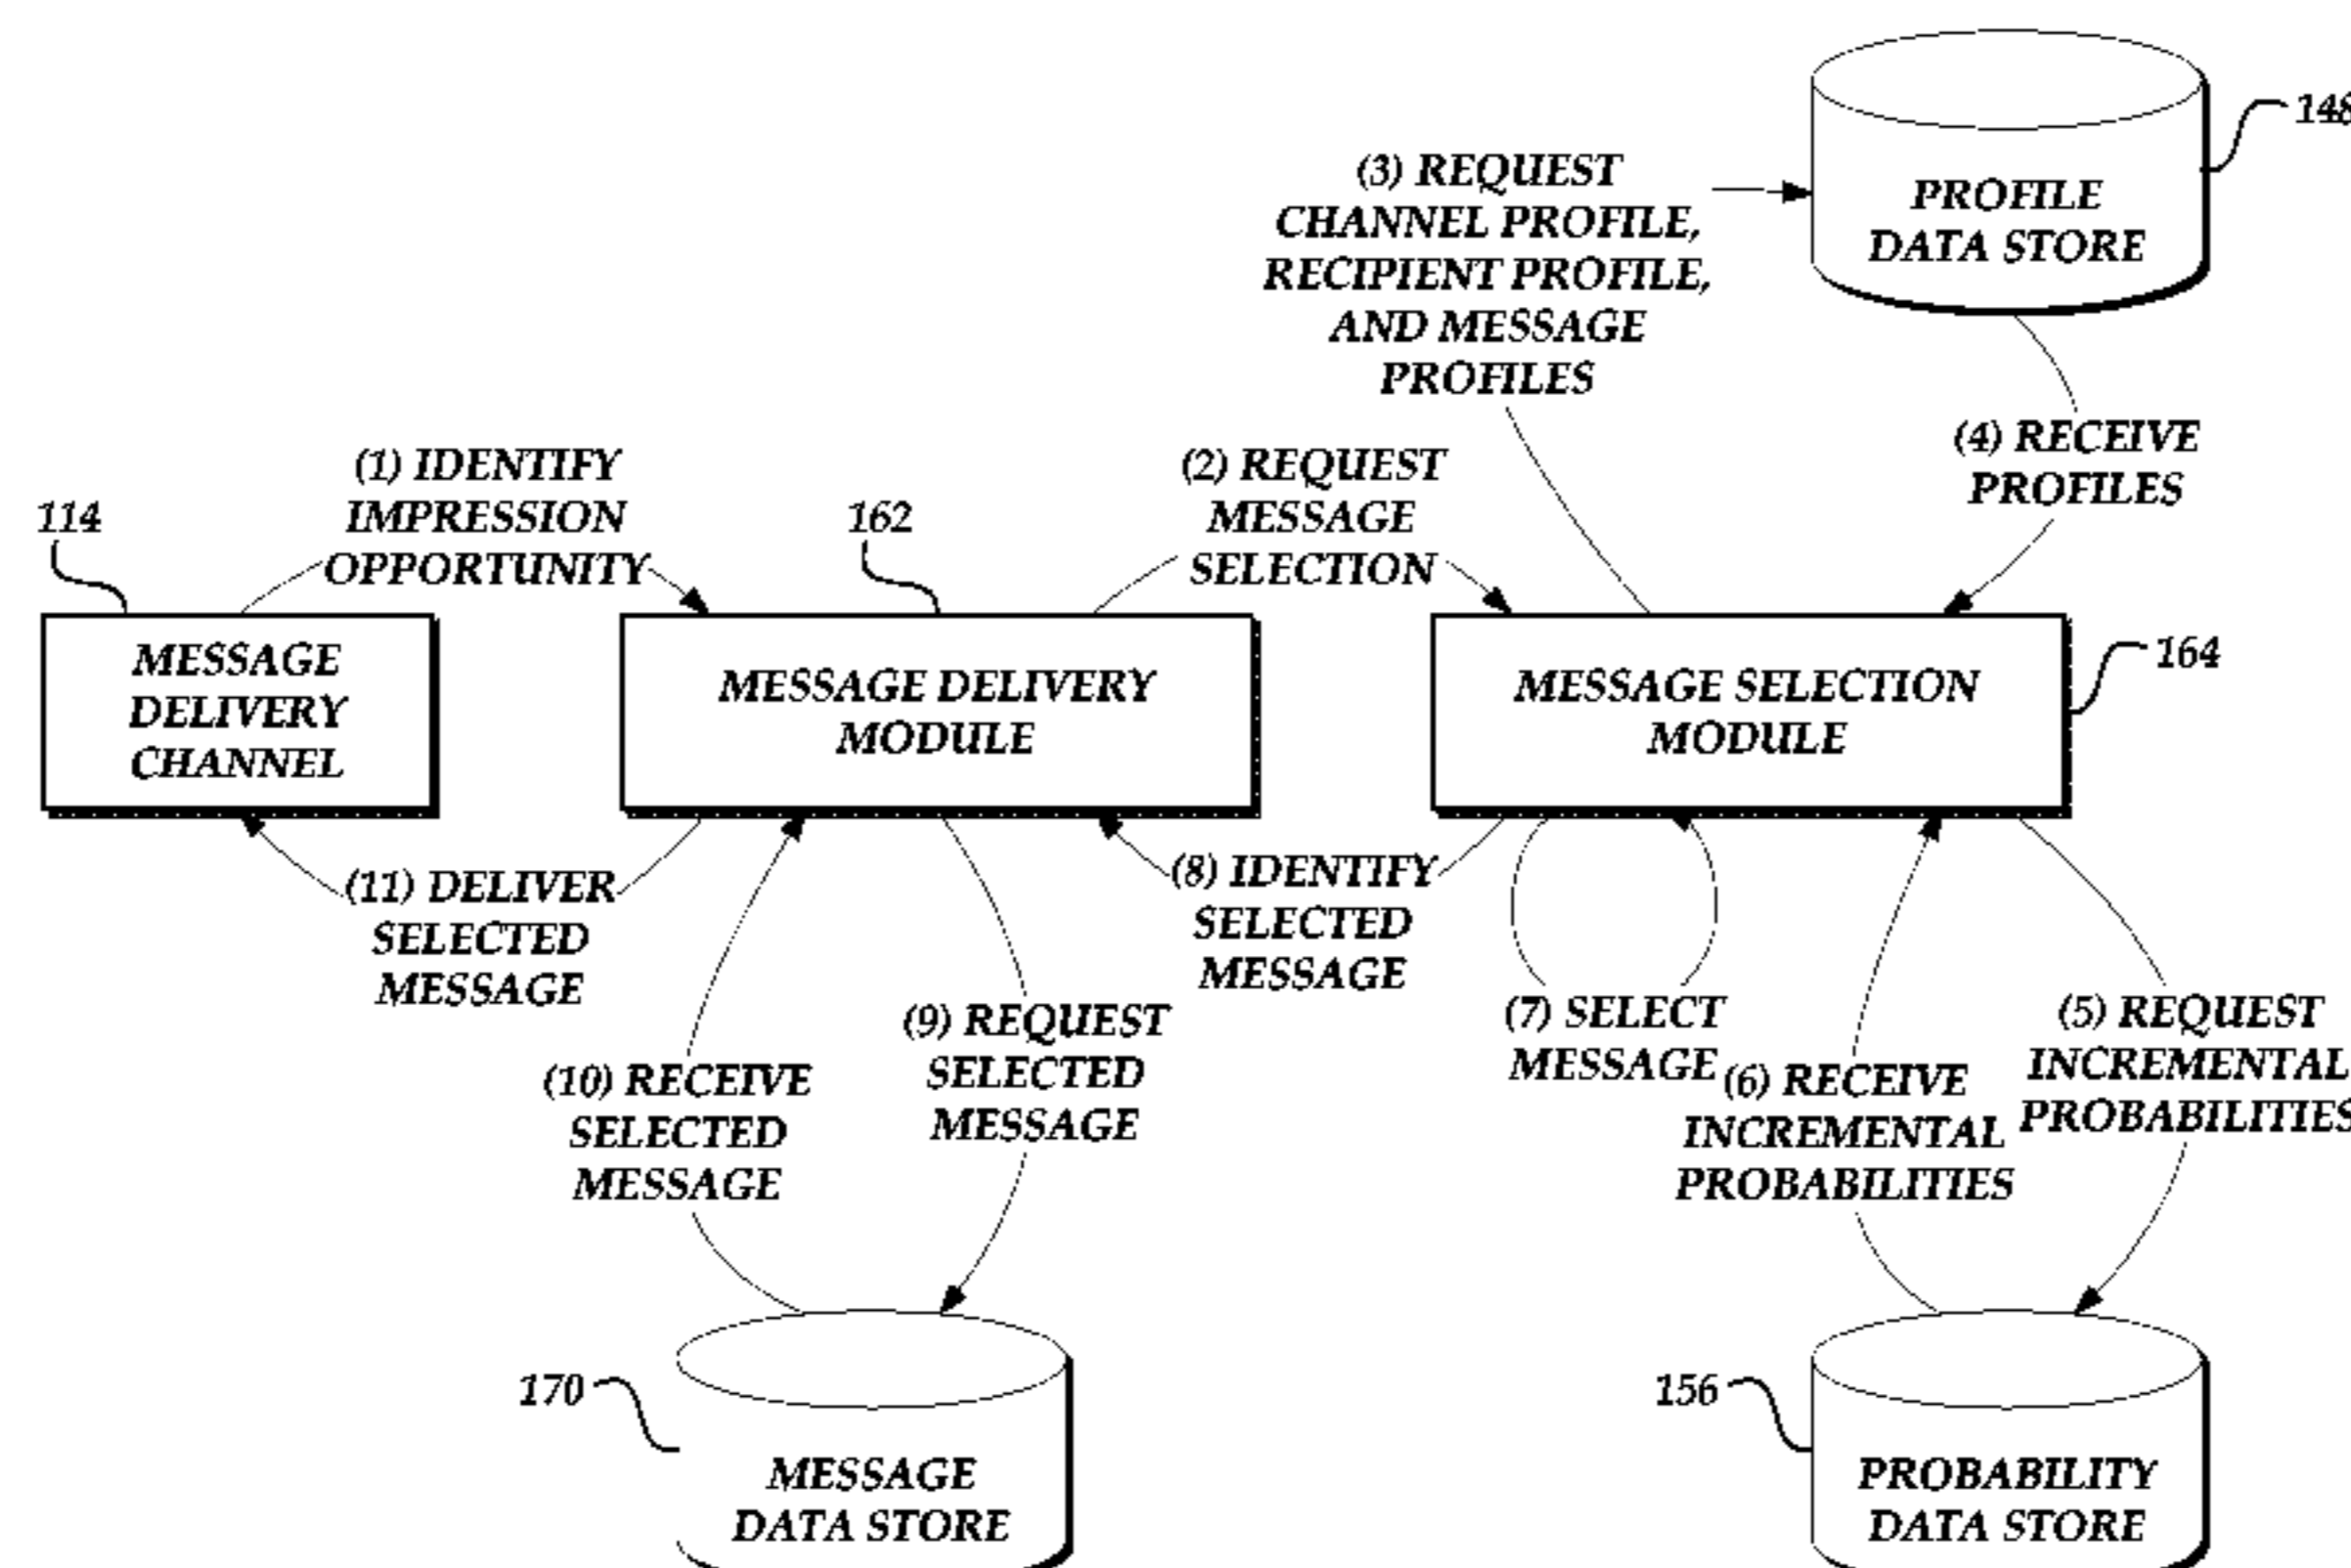 148
(3) REQUEST
CHANNEL PROFILE,
RECIPIENT PROFILE,
AND MESSAGE
PROFILES
PROFILE
DATA STORE
(4) RECEIVE
PROFILES
(1) IDENTIFY
IMPRESSION
OPPORTUNITY
(2) REQUEST
MESSAGE
SELECTION
114
162
164
MESSAGE
DELIVERY
CHANNEL
MESSAGE DELIVERY
MODULE
MESSAGE SELECTION
MODULE
(11) DELIVER
SELECTED
MESSAGE
(8) IDENTIFY
SELECTED
MESSAGE
(10) RECEIVE
SELECTED
MESSAGE
(9) REQUEST
SELECTED
MESSAGE
(7) SELECT
MESSAGE
(6) RECEIVE
INCREMENTAL
PROBABILITIES
(5) REQUEST
INCREMENTAL
PROBABILITIES
170
MESSAGE
DATA STORE
156
PROBABILITY
DATA STORE